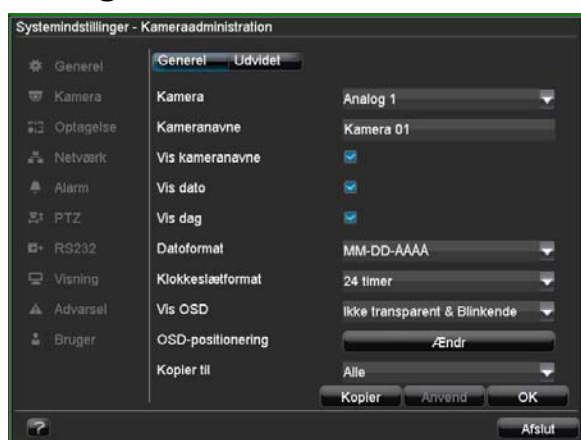 Systemindstillinger - Kameraadministration
Generel
Kamera
Optagelse
Netværk
Alarm
PTZ
RS232
Visning
Advarsel
Bruger
Generel Udvidet
Kamera Analog 1
Kameranavne Kamera 01
Vis kameranavne
Vis dato
Vis dag
Datoformat MM-DD-AAAA
Klokkeslætformat 24 timer
Vis OSD Ikke transparent & Blinkende
OSD-positionering Ændr
Kopier til Alle
Kopier Anvend OK
? Afslut